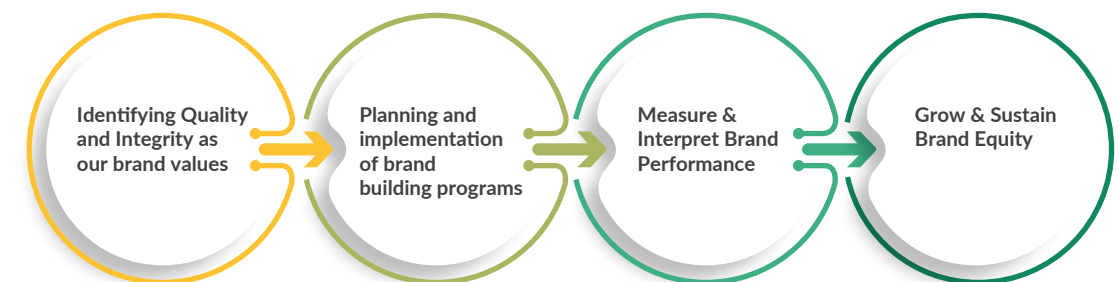 Identifying Quality
and Integrity as
our brand values
Planning and
implementation
of brand
building programs
Measure &
Interpret Brand
Performance
Grow & Sustain
Brand Equity